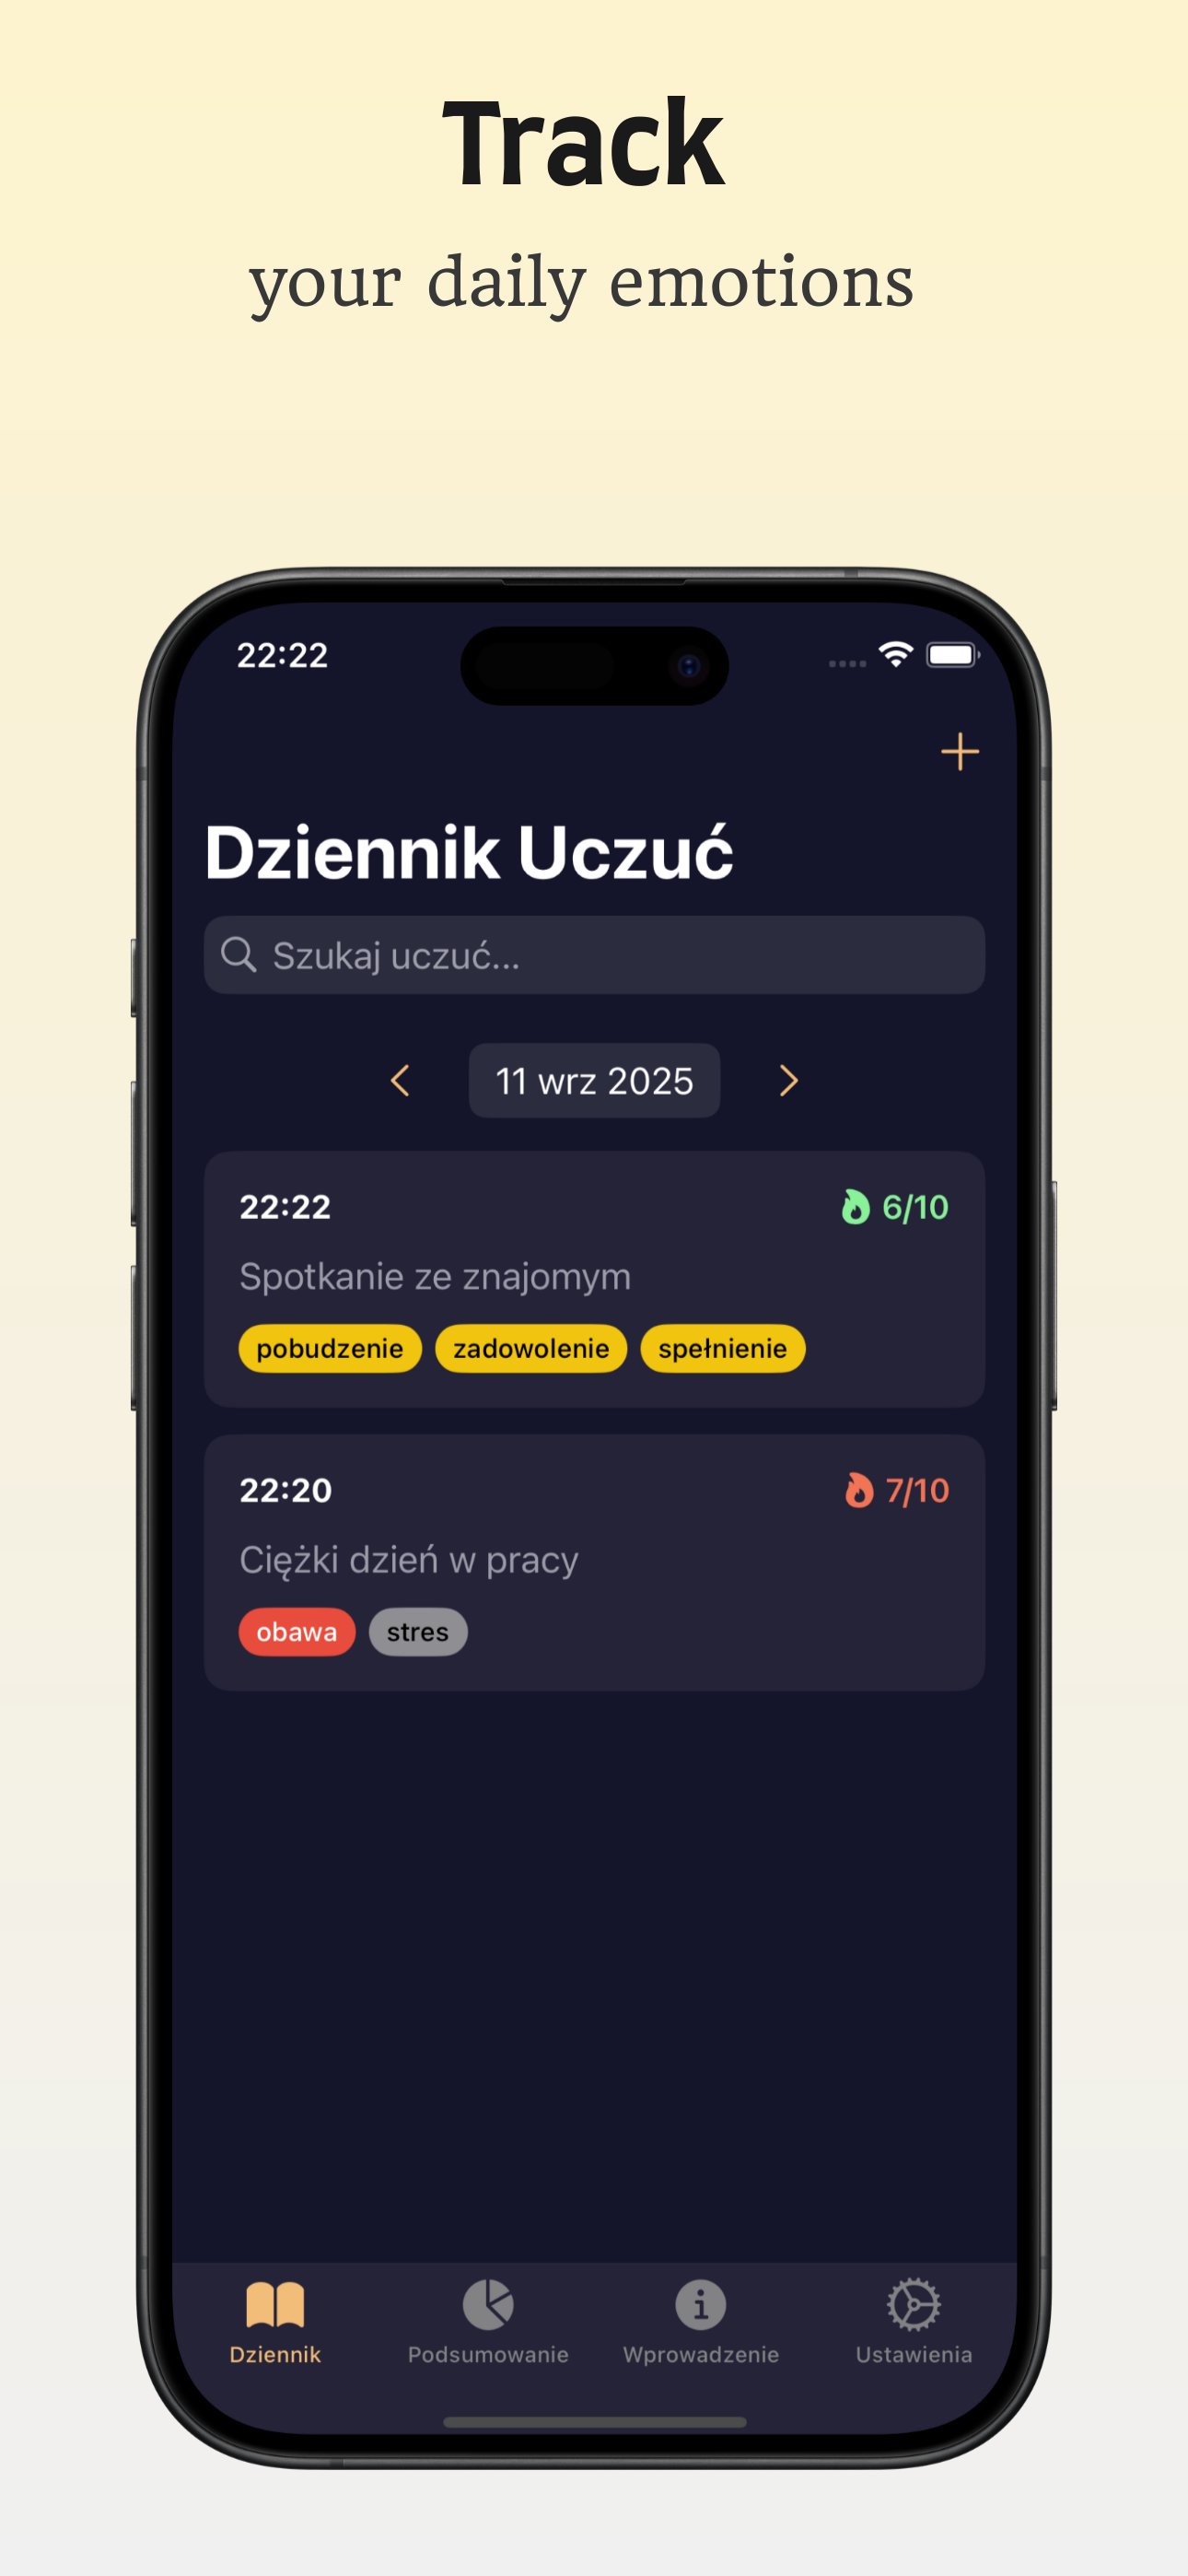 Track
your daily emotions
22:22
Dziennik Uczuć
Szukaj uczuć...
11 wrz 2025
22:22 6/10
Spotkanie ze znajomym
pobudzenie zadowolenie spełnienie
22:20 7/10
Ciężki dzień w pracy
obawa stres
Dziennik Podsumowanie Wprowadzenie Ustawienia